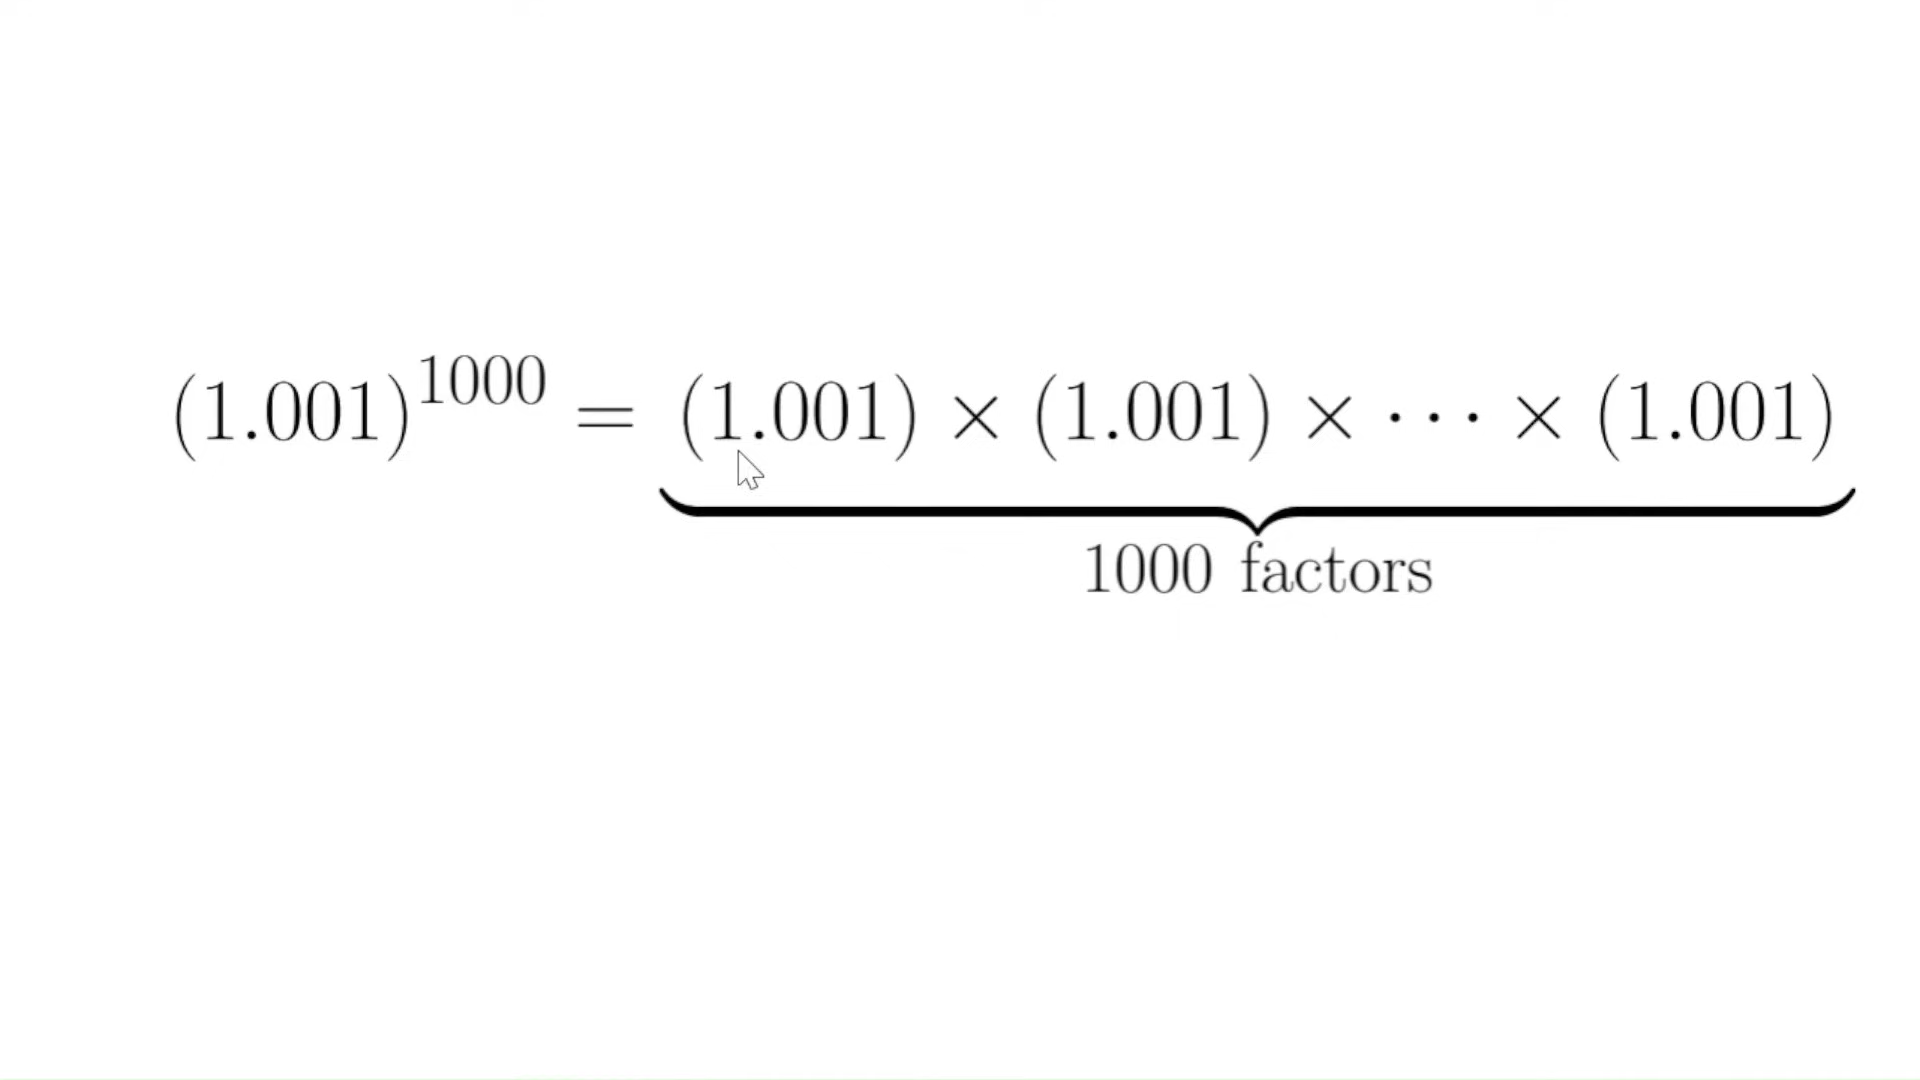 (1.001)^1000 = (1.001) × (1.001) × ··· × (1.001)
1000 factors